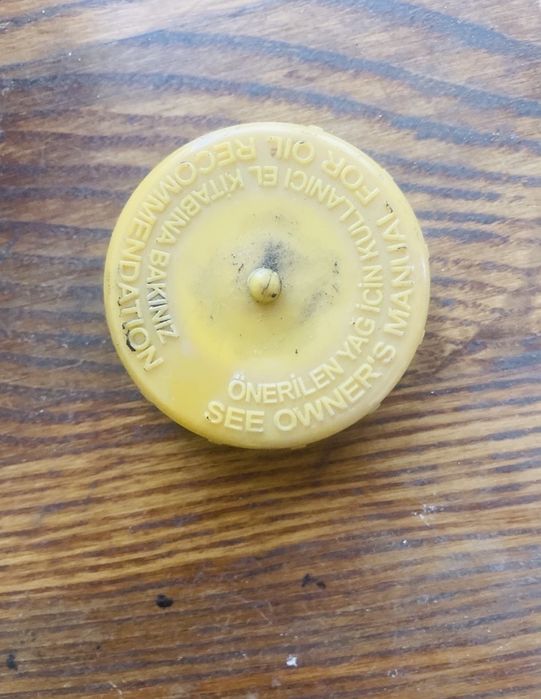 SEE OWNER'S MANUAL FOR OIL RECOMMENDATION
ÖNERİLEN YAĞ İÇİN KULLANICI EL KİTABINA BAKINIZ